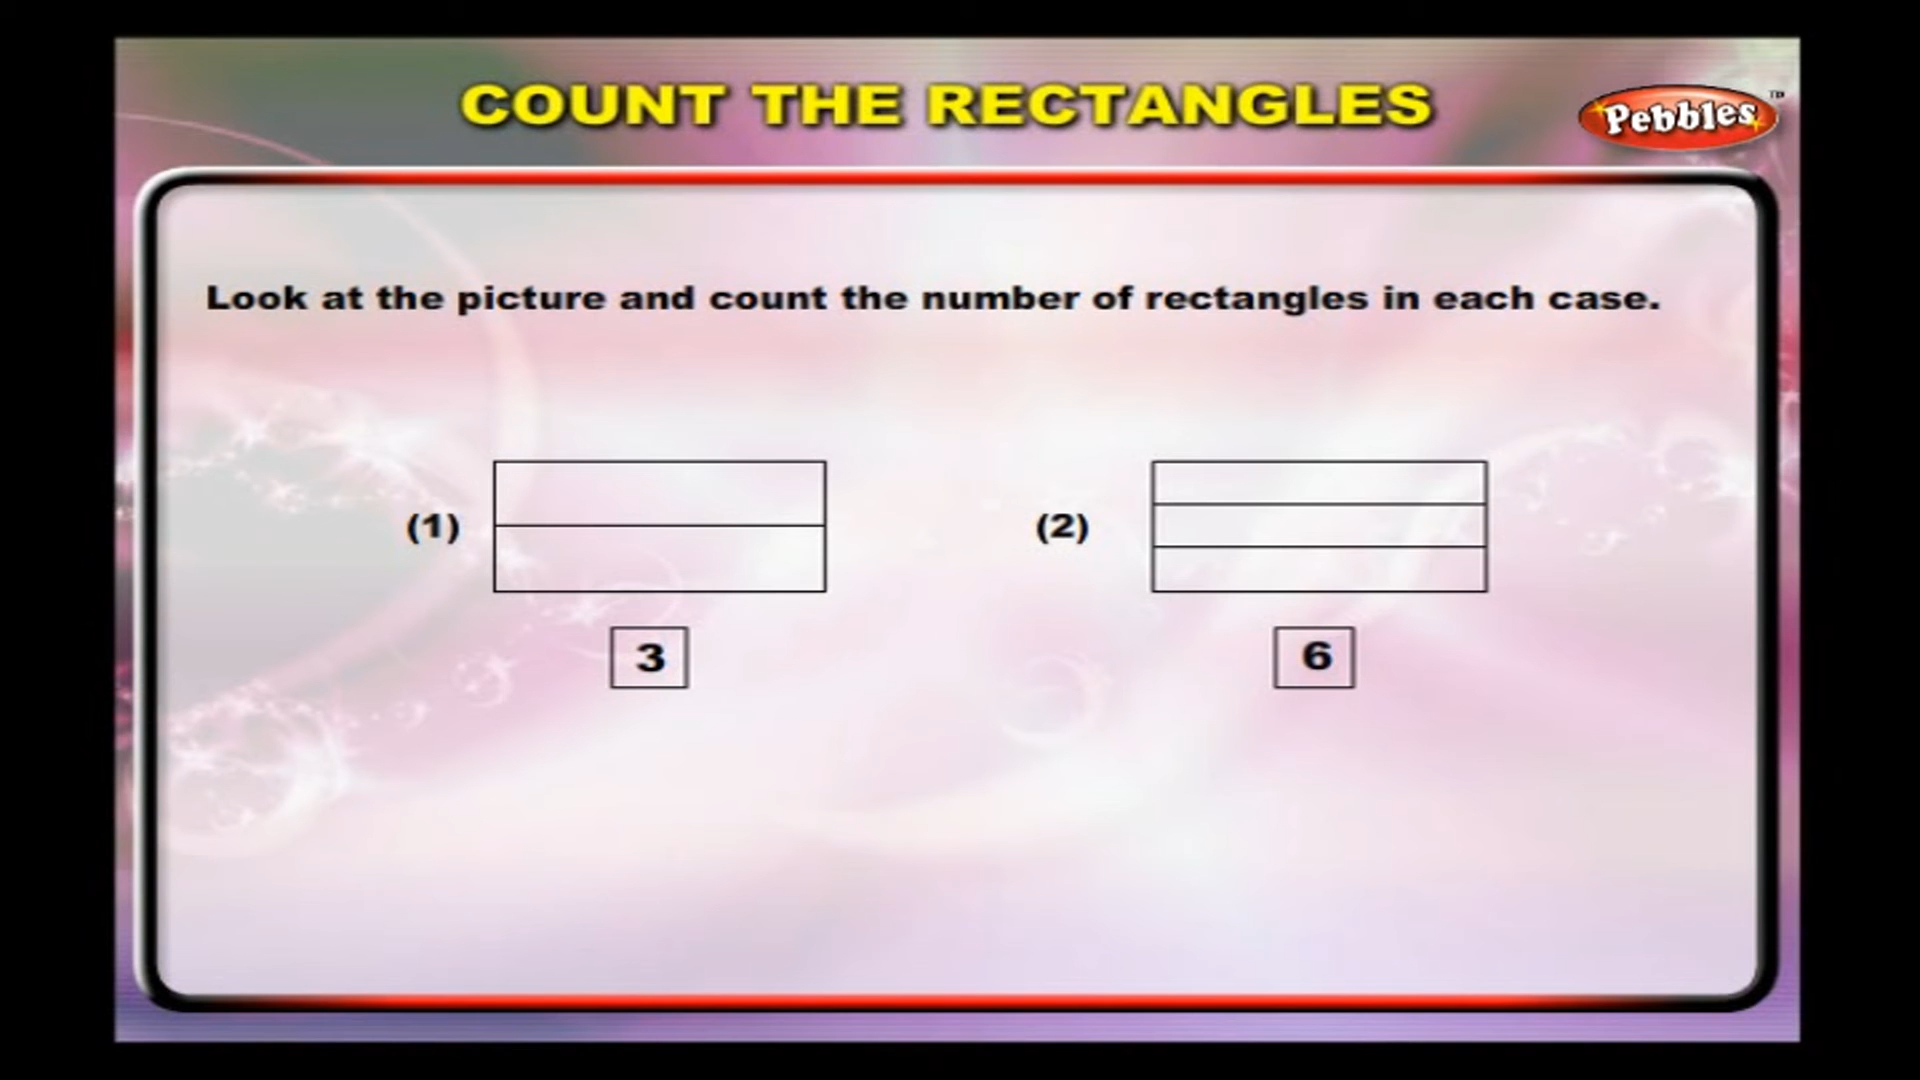 COUNT THE RECTANGLES
Pebbles
Look at the picture and count the number of rectangles in each case.
(1)
(2)
3
6